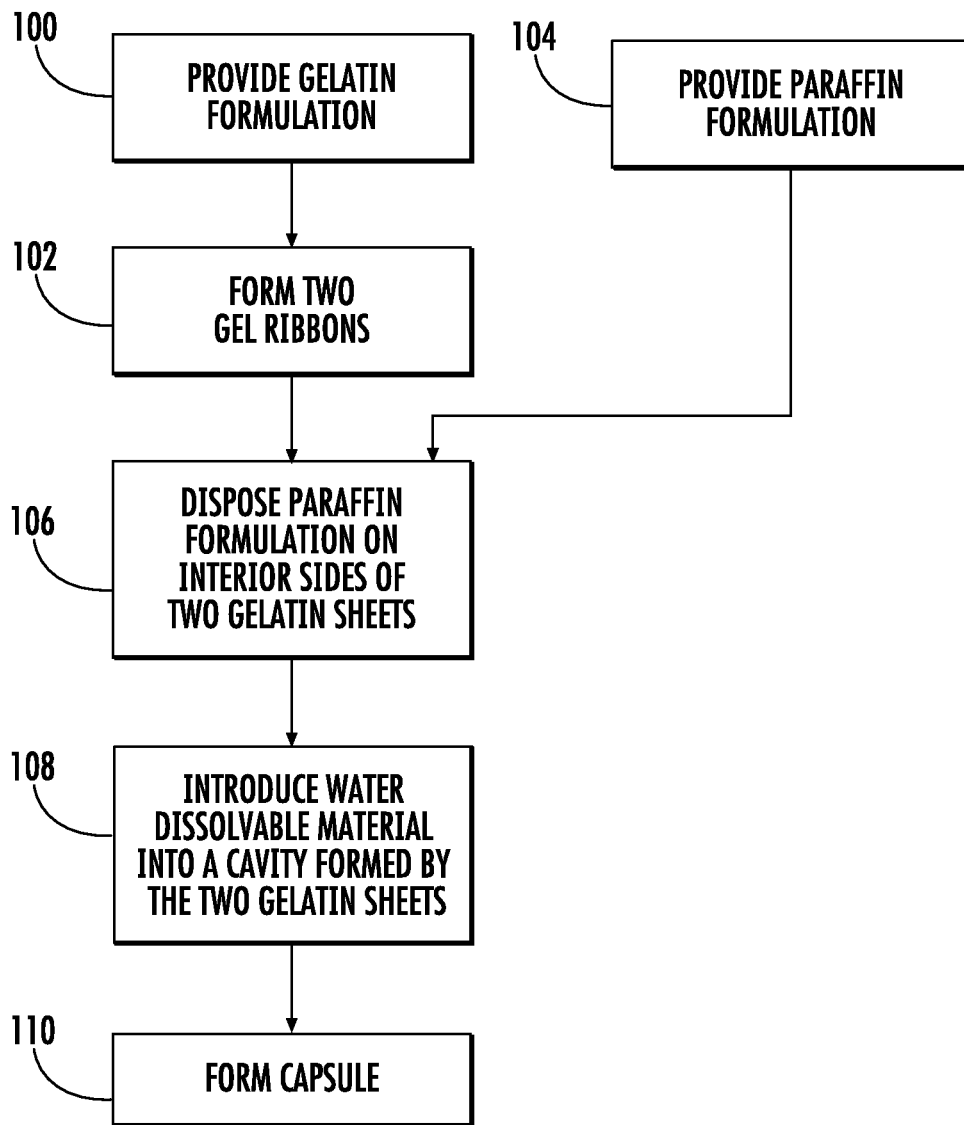 100
PROVIDE GELATIN
FORMULATION
104
PROVIDE PARAFFIN
FORMULATION
102
FORM TWO
GEL RIBBONS
106
DISPOSE PARAFFIN
FORMULATION ON
INTERIOR SIDES OF
TWO GELATIN SHEETS
108
INTRODUCE WATER
DISSOLVABLE MATERIAL
INTO A CAVITY FORMED BY
THE TWO GELATIN SHEETS
110
FORM CAPSULE